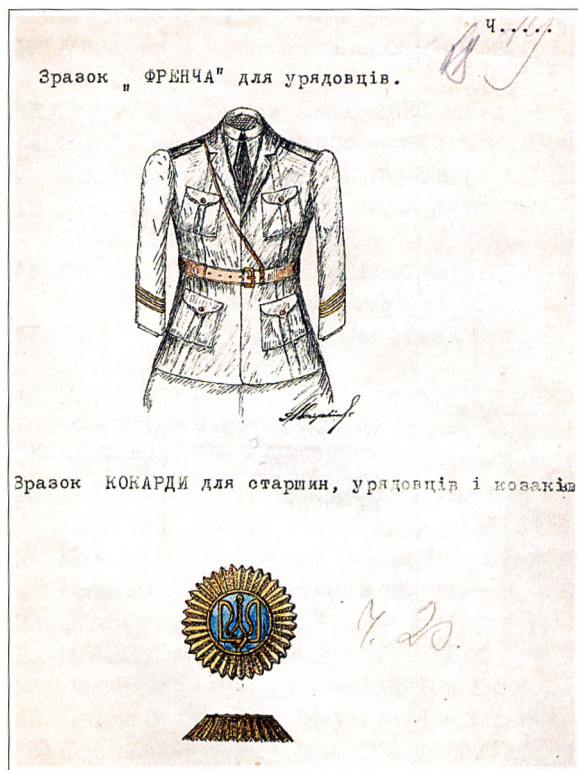 Ч.....
Зразок „ ФРЕНЧА" для урядовців.
Зразок КОКАРДИ для старшин, урядовців і козаків